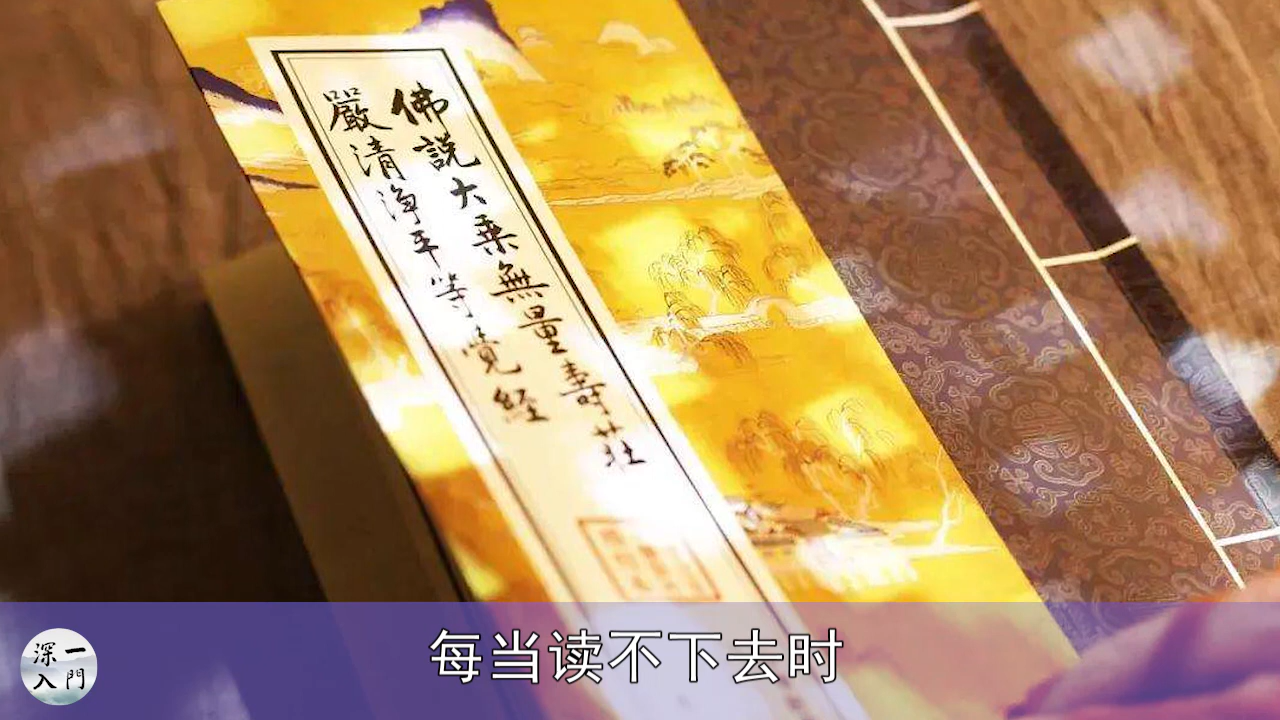 佛説大乘無量壽莊
嚴清淨平等覺經
一門
深入
每当读不下去时